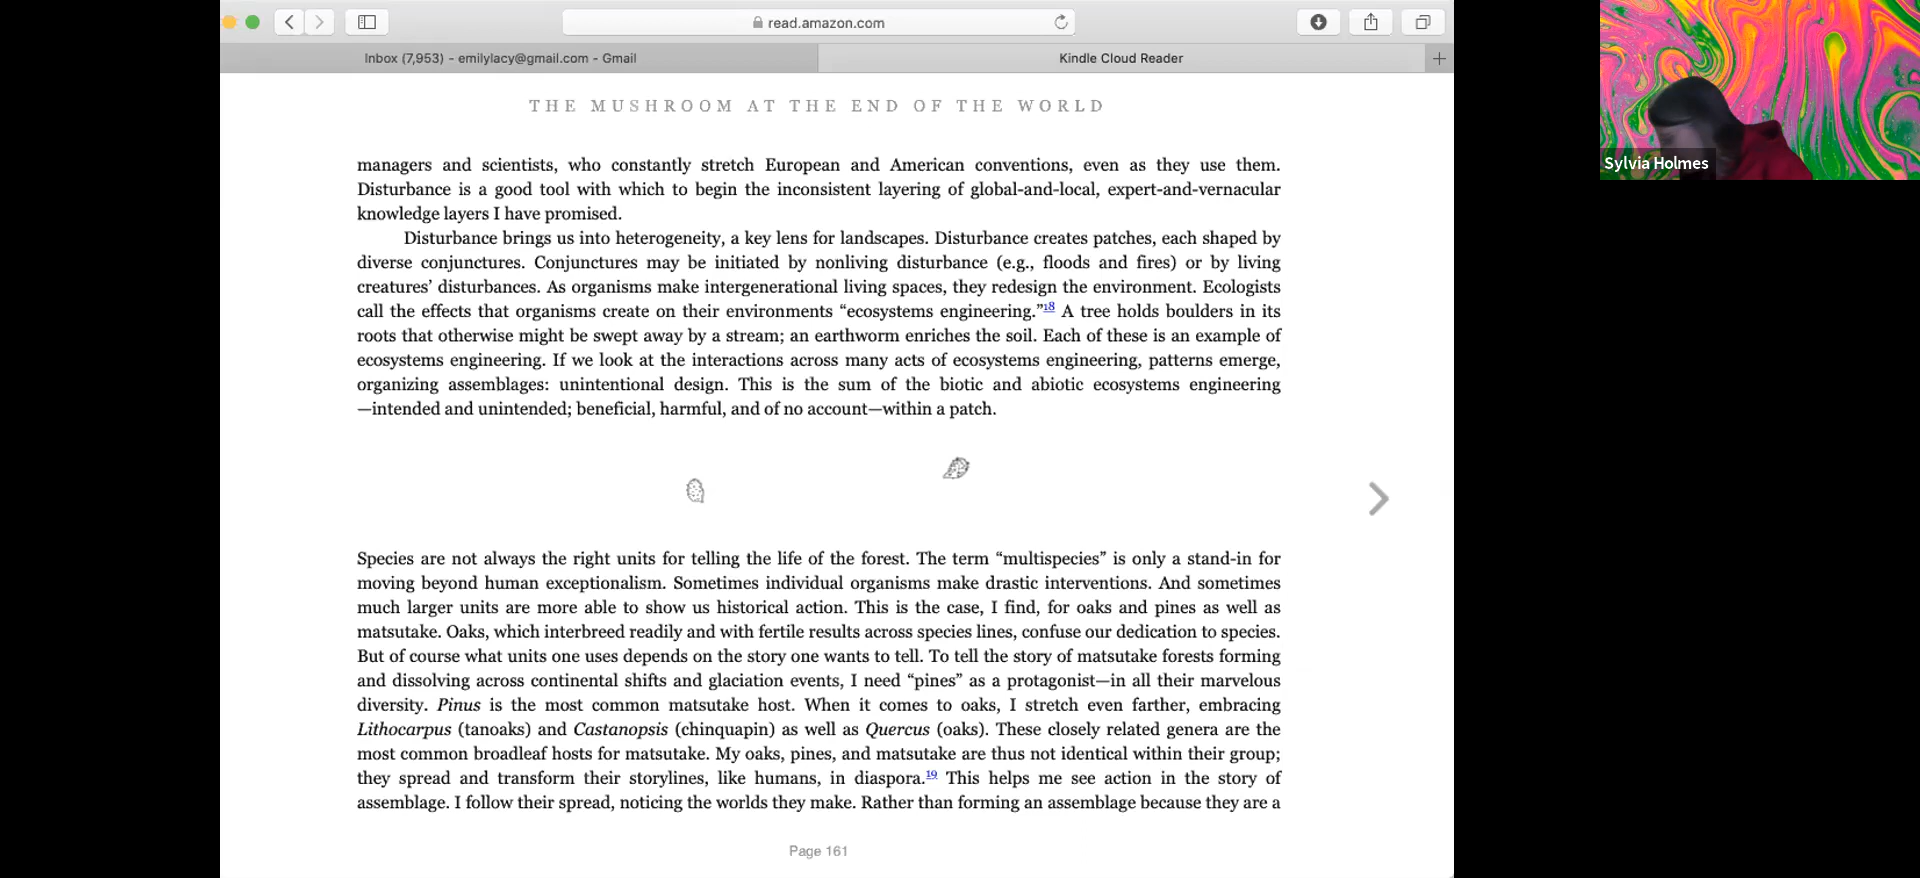 read.amazon.com
Inbox (7,953) - emilylacy@gmail.com - Gmail
Kindle Cloud Reader
THE MUSHROOM AT THE END OF THE WORLD
managers and scientists, who constantly stretch European and American conventions, even as they use them.
Disturbance is a good tool with which to begin the inconsistent layering of global-and-local, expert-and-vernacular
knowledge layers I have promised.
Disturbance brings us into heterogeneity, a key lens for landscapes. Disturbance creates patches, each shaped by
diverse conjunctures. Conjunctures may be initiated by nonliving disturbance (e.g., floods and fires) or by living
creatures’ disturbances. As organisms make intergenerational living spaces, they redesign the environment. Ecologists
call the effects that organisms create on their environments “ecosystems engineering.”18 A tree holds boulders in its
roots that otherwise might be swept away by a stream; an earthworm enriches the soil. Each of these is an example of
ecosystems engineering. If we look at the interactions across many acts of ecosystems engineering, patterns emerge,
organizing assemblages: unintentional design. This is the sum of the biotic and abiotic ecosystems engineering
—intended and unintended; beneficial, harmful, and of no account—within a patch.
Species are not always the right units for telling the life of the forest. The term “multispecies” is only a stand-in for
moving beyond human exceptionalism. Sometimes individual organisms make drastic interventions. And sometimes
much larger units are more able to show us historical action. This is the case, I find, for oaks and pines as well as
matsutake. Oaks, which interbreed readily and with fertile results across species lines, confuse our dedication to species.
But of course what units one uses depends on the story one wants to tell. To tell the story of matsutake forests forming
and dissolving across continental shifts and glaciation events, I need “pines” as a protagonist—in all their marvelous
diversity. Pinus is the most common matsutake host. When it comes to oaks, I stretch even farther, embracing
Lithocarpus (tanoaks) and Castanopsis (chinquapin) as well as Quercus (oaks). These closely related genera are the
most common broadleaf hosts for matsutake. My oaks, pines, and matsutake are thus not identical within their group;
they spread and transform their storylines, like humans, in diaspora.19 This helps me see action in the story of
assemblage. I follow their spread, noticing the worlds they make. Rather than forming an assemblage because they are a
Page 161
Sylvia Holmes